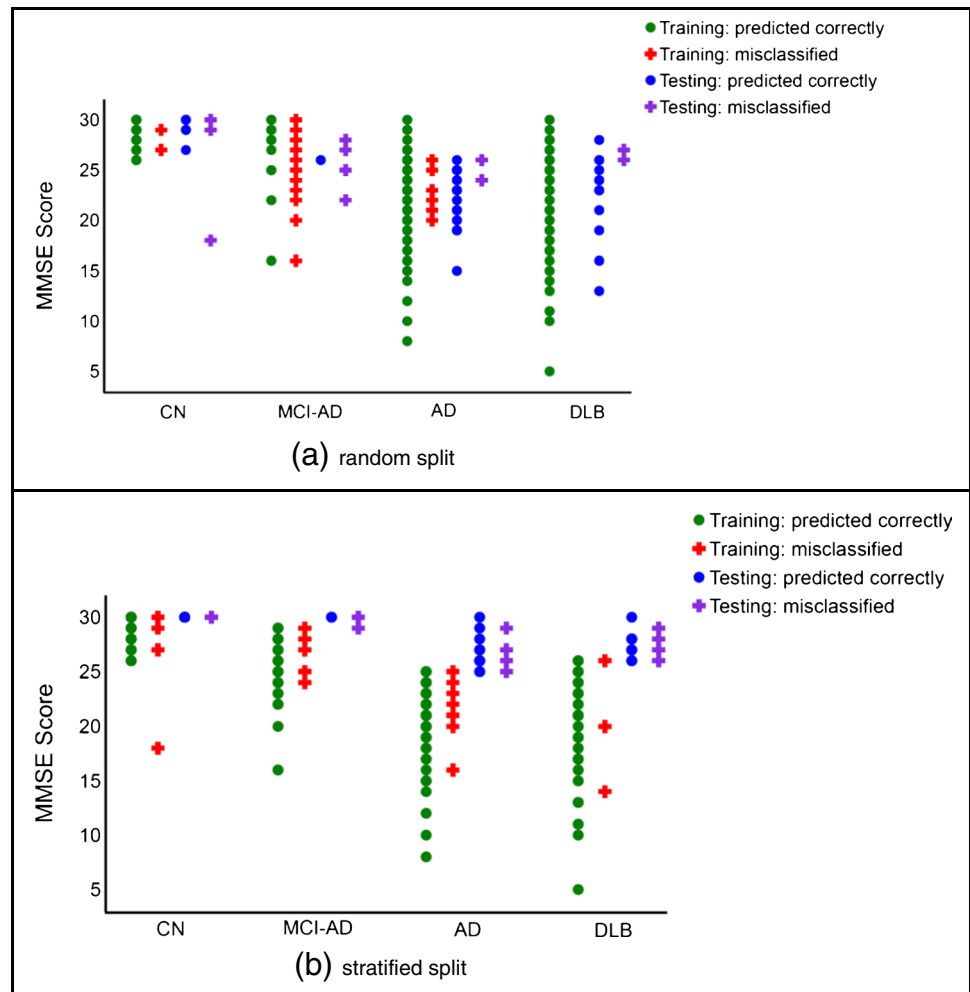 Training: predicted correctly
Training: misclassified
Testing: predicted correctly
Testing: misclassified
MMSE Score
30
25
20
15
10
5
CN MCI-AD AD DLB
(a) random split
Training: predicted correctly
Training: misclassified
Testing: predicted correctly
Testing: misclassified
MMSE Score
30
25
20
15
10
5
CN MCI-AD AD DLB
(b) stratified split